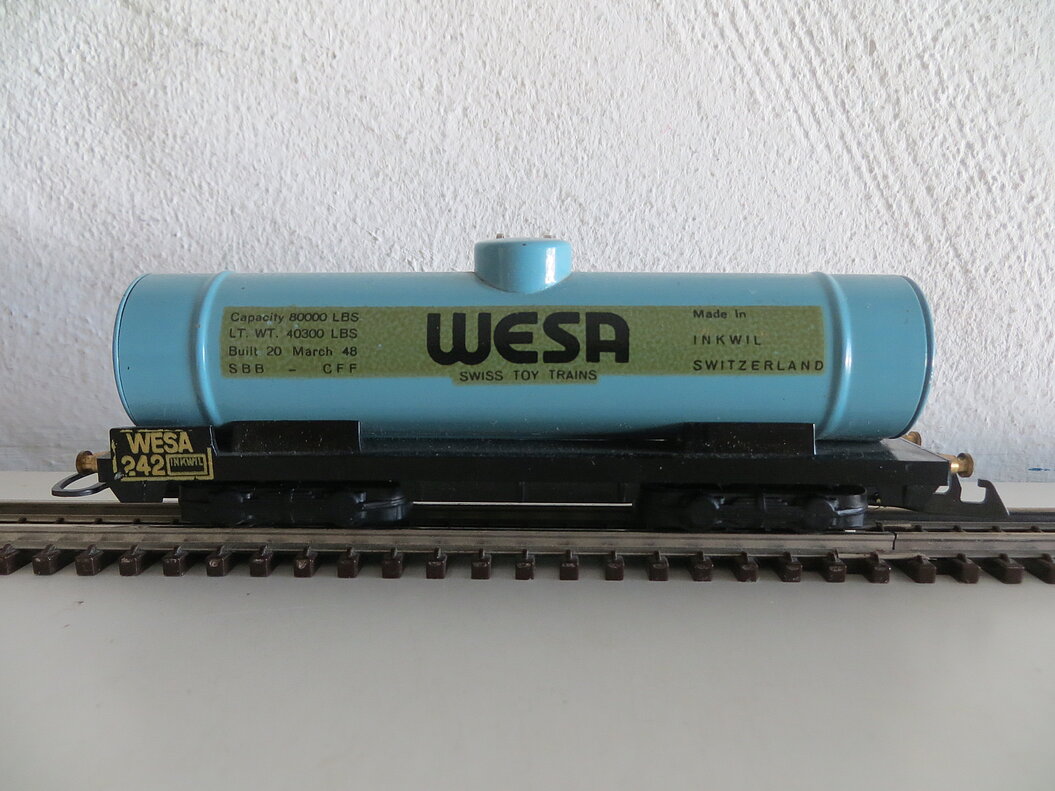 Capacity 80000 LBS
LT. WT. 40300 LBS
Built 20 March 48
SBB - CFF
WESA
SWISS TOY TRAINS
Made In
INKWIL
SWITZERLAND
WESA
242 INKWIL